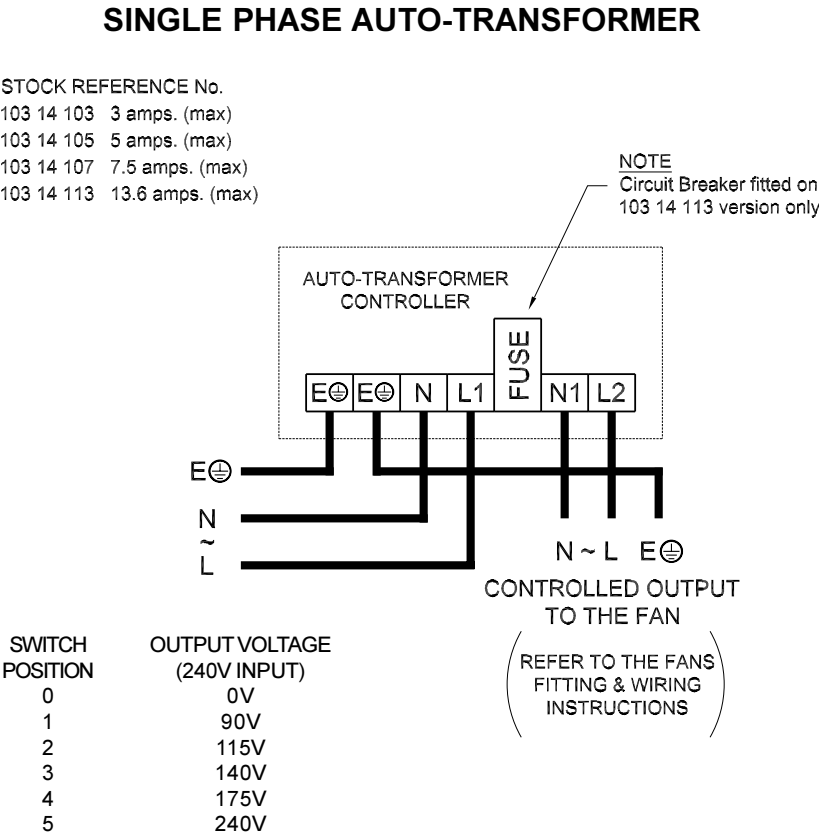 SINGLE PHASE AUTO-TRANSFORMER
STOCK REFERENCE No.
103 14 103 3 amps. (max)
103 14 105 5 amps. (max)
103 14 107 7.5 amps. (max)
103 14 113 13.6 amps. (max)
NOTE
Circuit Breaker fitted on
103 14 113 version only
AUTO-TRANSFORMER
CONTROLLER
E⏚ E⏚ N L1 FUSE N1 L2
E⏚
N
~
L
N ~ L E⏚
CONTROLLED OUTPUT
TO THE FAN
REFER TO THE FANS
FITTING & WIRING
INSTRUCTIONS
SWITCH OUTPUT VOLTAGE
POSITION (240V INPUT)
0 0V
1 90V
2 115V
3 140V
4 175V
5 240V